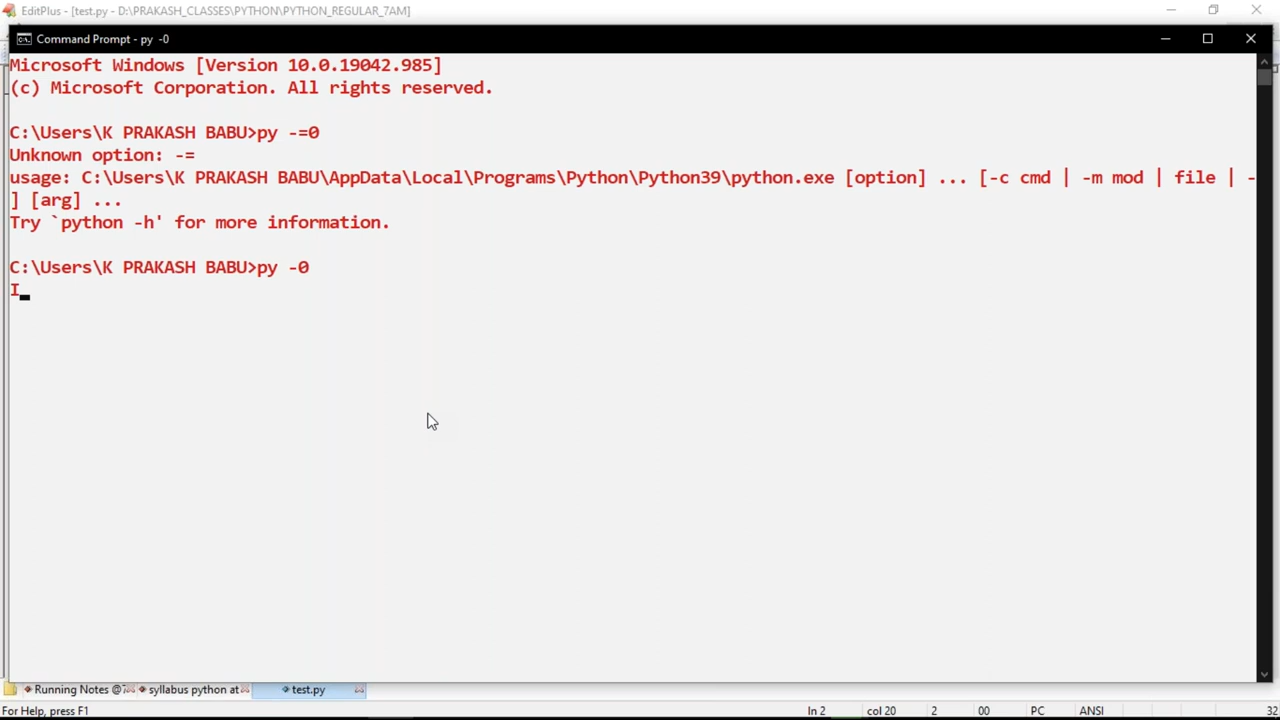 EditPlus - [test.py - D:\PRAKASH_CLASSES\PYTHON\PYTHON_REGULAR_7AM]
Command Prompt - py -0
Microsoft Windows [Version 10.0.19042.985]
(c) Microsoft Corporation. All rights reserved.
C:\Users\K PRAKASH BABU>py -=0
Unknown option: -=
usage: C:\Users\K PRAKASH BABU\AppData\Local\Programs\Python\Python39\python.exe [option] ... [-c cmd | -m mod | file | -
] [arg] ...
Try `python -h' for more information.
C:\Users\K PRAKASH BABU>py -0
I
Running Notes @7 syllabus python at test.py
For Help, press F1 ln 2 col 20 2 00 PC ANSI 32